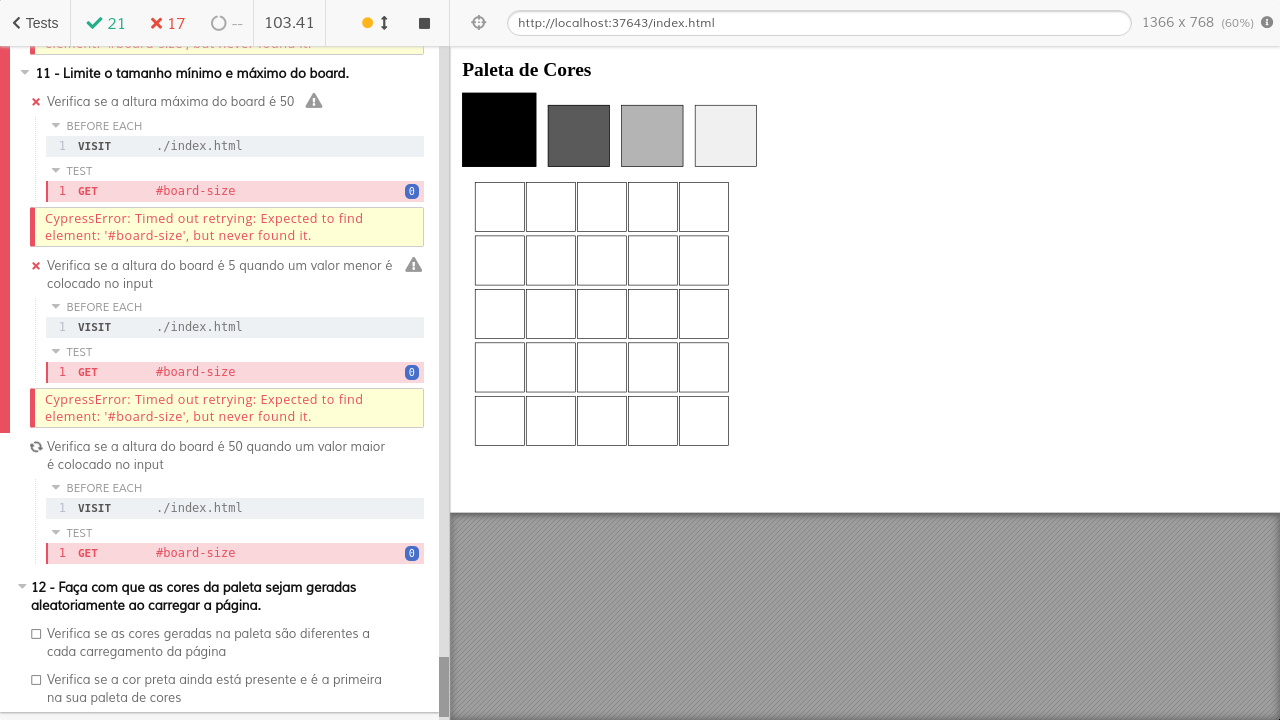 Tests 21 17 -- 103.41 http://localhost:37643/index.html 1366 x 768 (60%)
element: '#board-size', but never found it.
11 - Limite o tamanho mínimo e máximo do board.
Verifica se a altura máxima do board é 50
BEFORE EACH
1 VISIT ./index.html
TEST
1 GET #board-size 0
CypressError: Timed out retrying: Expected to find
element: '#board-size', but never found it.
Verifica se a altura do board é 5 quando um valor menor é
colocado no input
BEFORE EACH
1 VISIT ./index.html
TEST
1 GET #board-size 0
CypressError: Timed out retrying: Expected to find
element: '#board-size', but never found it.
Verifica se a altura do board é 50 quando um valor maior
é colocado no input
BEFORE EACH
1 VISIT ./index.html
TEST
1 GET #board-size 0
12 - Faça com que as cores da paleta sejam geradas
aleatoriamente ao carregar a página.
Verifica se as cores geradas na paleta são diferentes a
cada carregamento da página
Verifica se a cor preta ainda está presente e é a primeira
na sua paleta de cores
Paleta de Cores